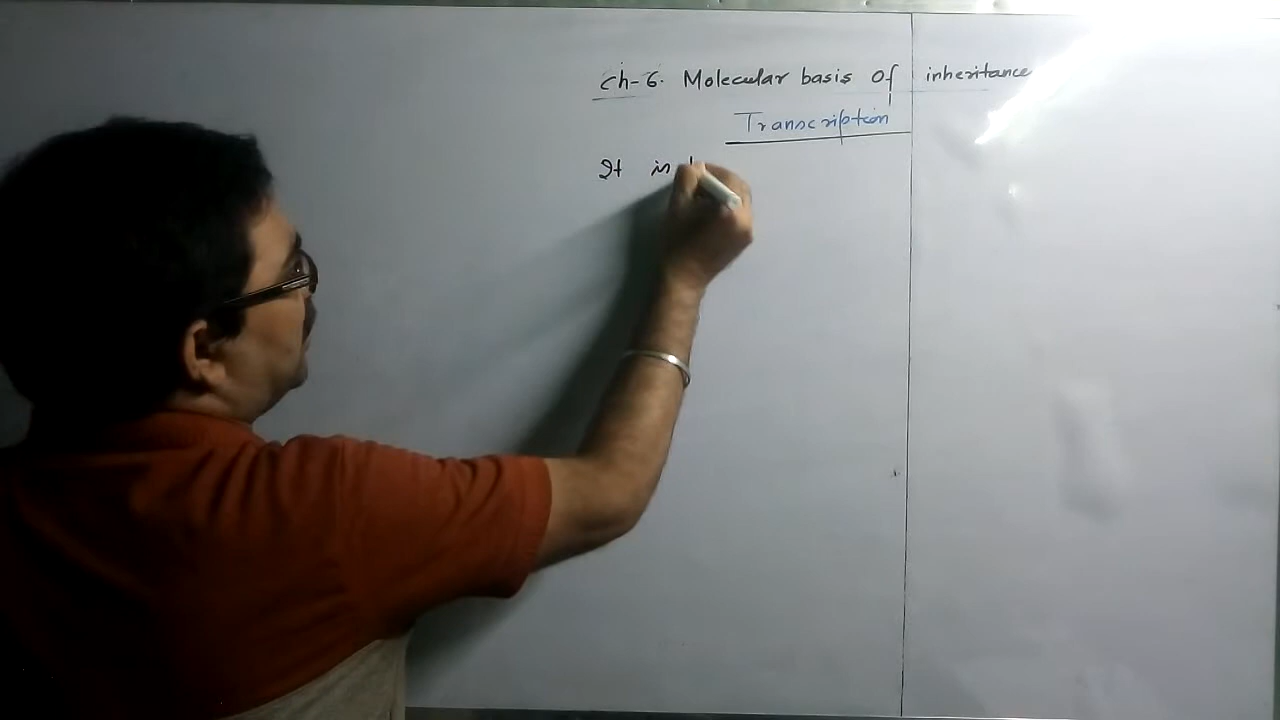 Ch-6. Molecular basis of inheritance
Transcription
It is